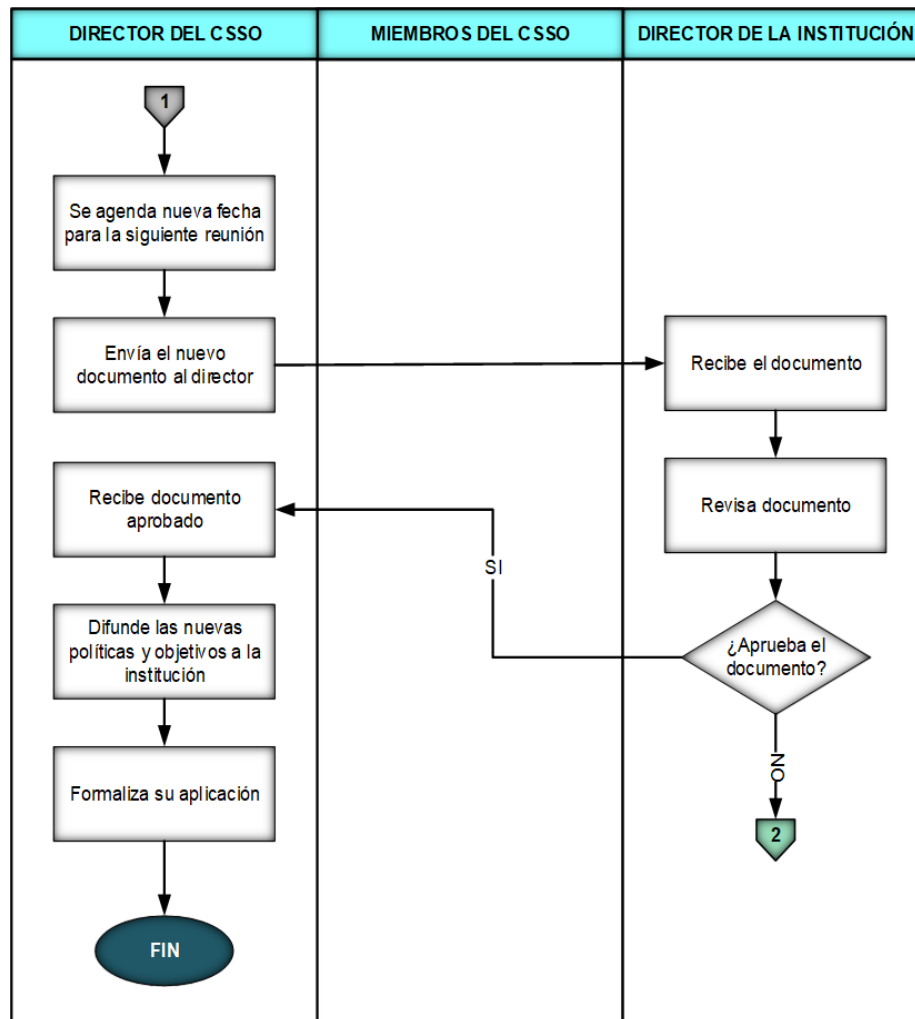 DIRECTOR DEL CSSO
MIEMBROS DEL CSSO
DIRECTOR DE LA INSTITUCIÓN
1
Se agenda nueva fecha
para la siguiente reunión
Envía el nuevo
documento al director
Recibe el documento
Recibe documento
aprobado
Revisa documento
SI
Difunde las nuevas
políticas y objetivos a la
institución
¿Aprueba el
documento?
Formaliza su aplicación
NO
2
FIN